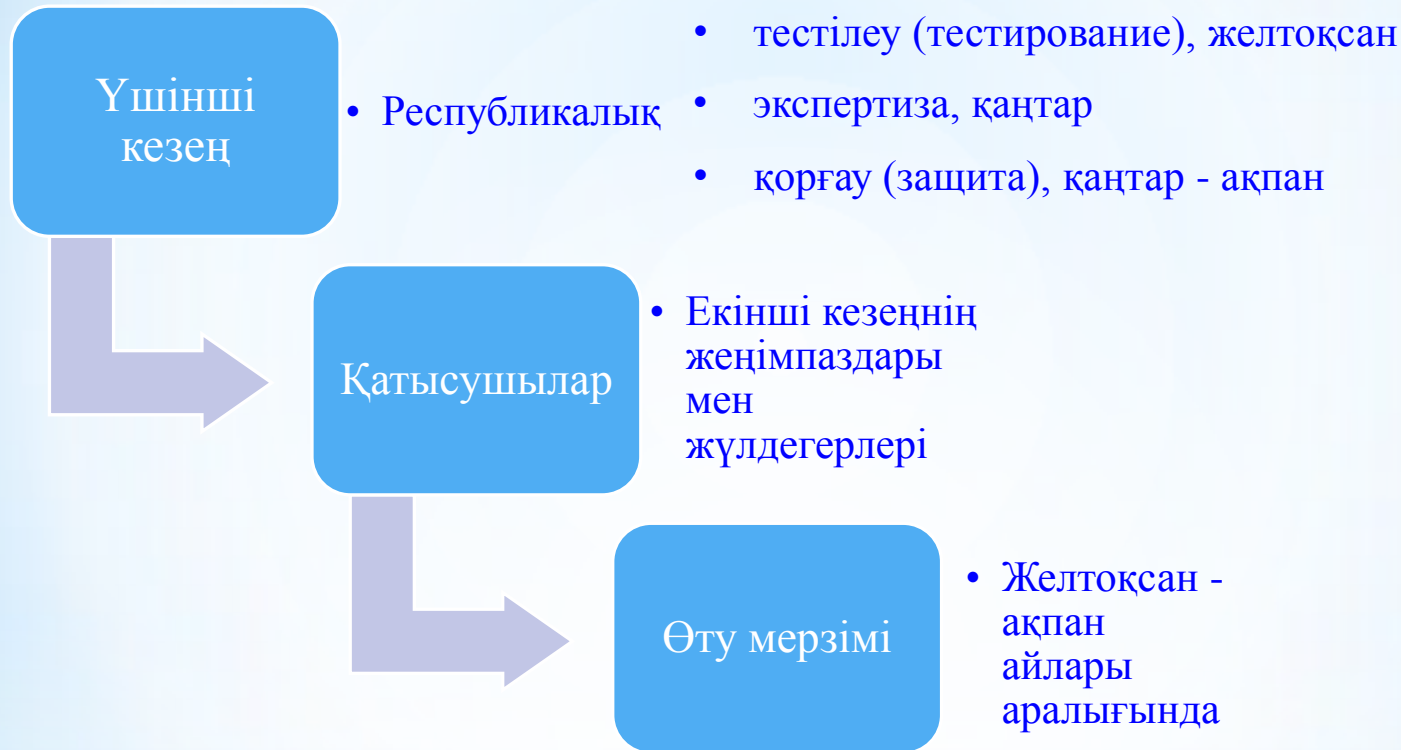 Үшінші
кезең
• Республикалық
• тестілеу (тестирование), желтоқсан
• экспертиза, қаңтар
• қорғау (защита), қаңтар - ақпан
Қатысушылар
• Екінші кезеңнің
жеңімпаздары
мен
жүлдегерлері
Өту мерзімі
• Желтоқсан -
ақпан
айлары
аралығында